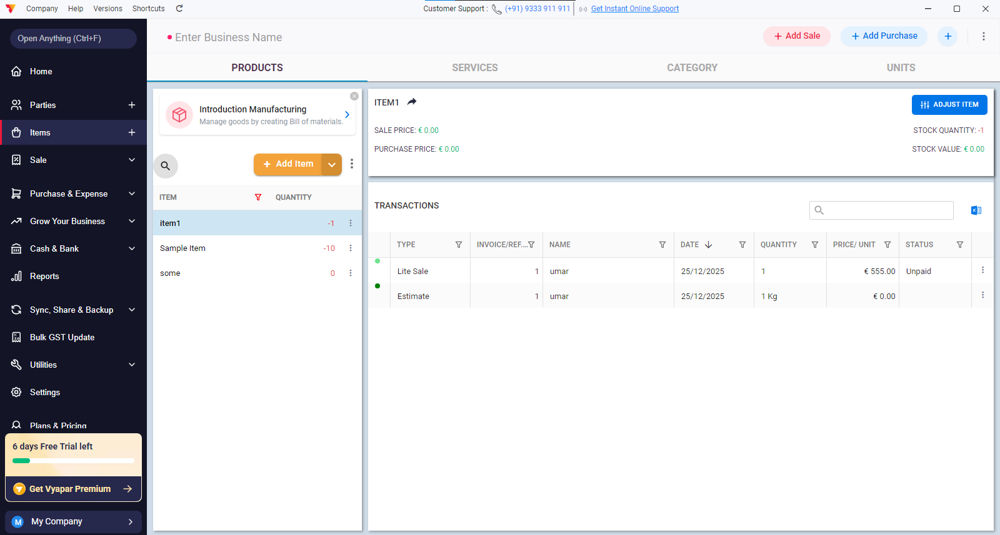 Company Help Versions Shortcuts
Customer Support : (+91) 9333 911 911 Get Instant Online Support
Open Anything (Ctrl+F)
Home
Parties
Items
Sale
Purchase & Expense
Grow Your Business
Cash & Bank
Reports
Sync, Share & Backup
Bulk GST Update
Utilities
Settings
Plans & Pricing
6 days Free Trial left
Get Vyapar Premium
M My Company
Enter Business Name
+ Add Sale
+ Add Purchase
+
PRODUCTS SERVICES CATEGORY UNITS
Introduction Manufacturing
Manage goods by creating Bill of materials.
+ Add Item
ITEM QUANTITY
item1 -1
Sample Item -10
some 0
ITEM1
ADJUST ITEM
SALE PRICE: € 0.00
STOCK QUANTITY: -1
PURCHASE PRICE: € 0.00
STOCK VALUE: € 0.00
TRANSACTIONS
TYPE INVOICE/REF.... NAME DATE QUANTITY PRICE/ UNIT STATUS
Lite Sale 1 umar 25/12/2025 1 € 555.00 Unpaid
Estimate 1 umar 25/12/2025 1 Kg € 0.00